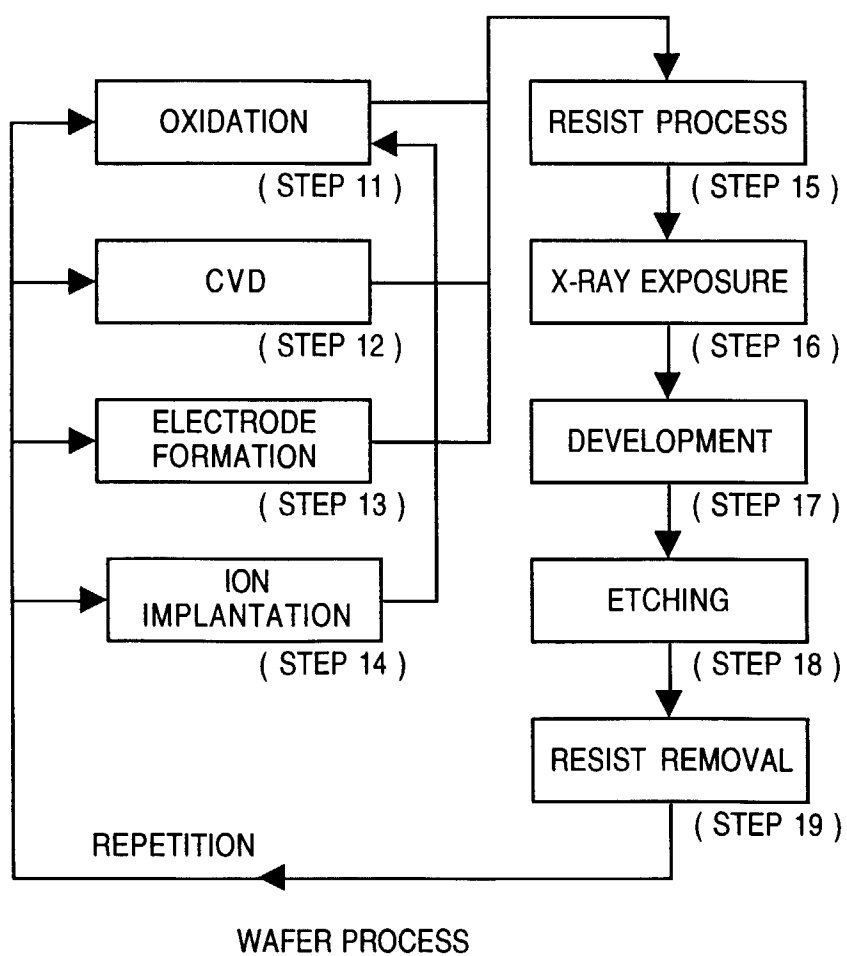 OXIDATION
( STEP 11 )
CVD
( STEP 12 )
ELECTRODE
FORMATION
( STEP 13 )
ION
IMPLANTATION
( STEP 14 )
RESIST PROCESS
( STEP 15 )
X-RAY EXPOSURE
( STEP 16 )
DEVELOPMENT
( STEP 17 )
ETCHING
( STEP 18 )
RESIST REMOVAL
( STEP 19 )
REPETITION
WAFER PROCESS